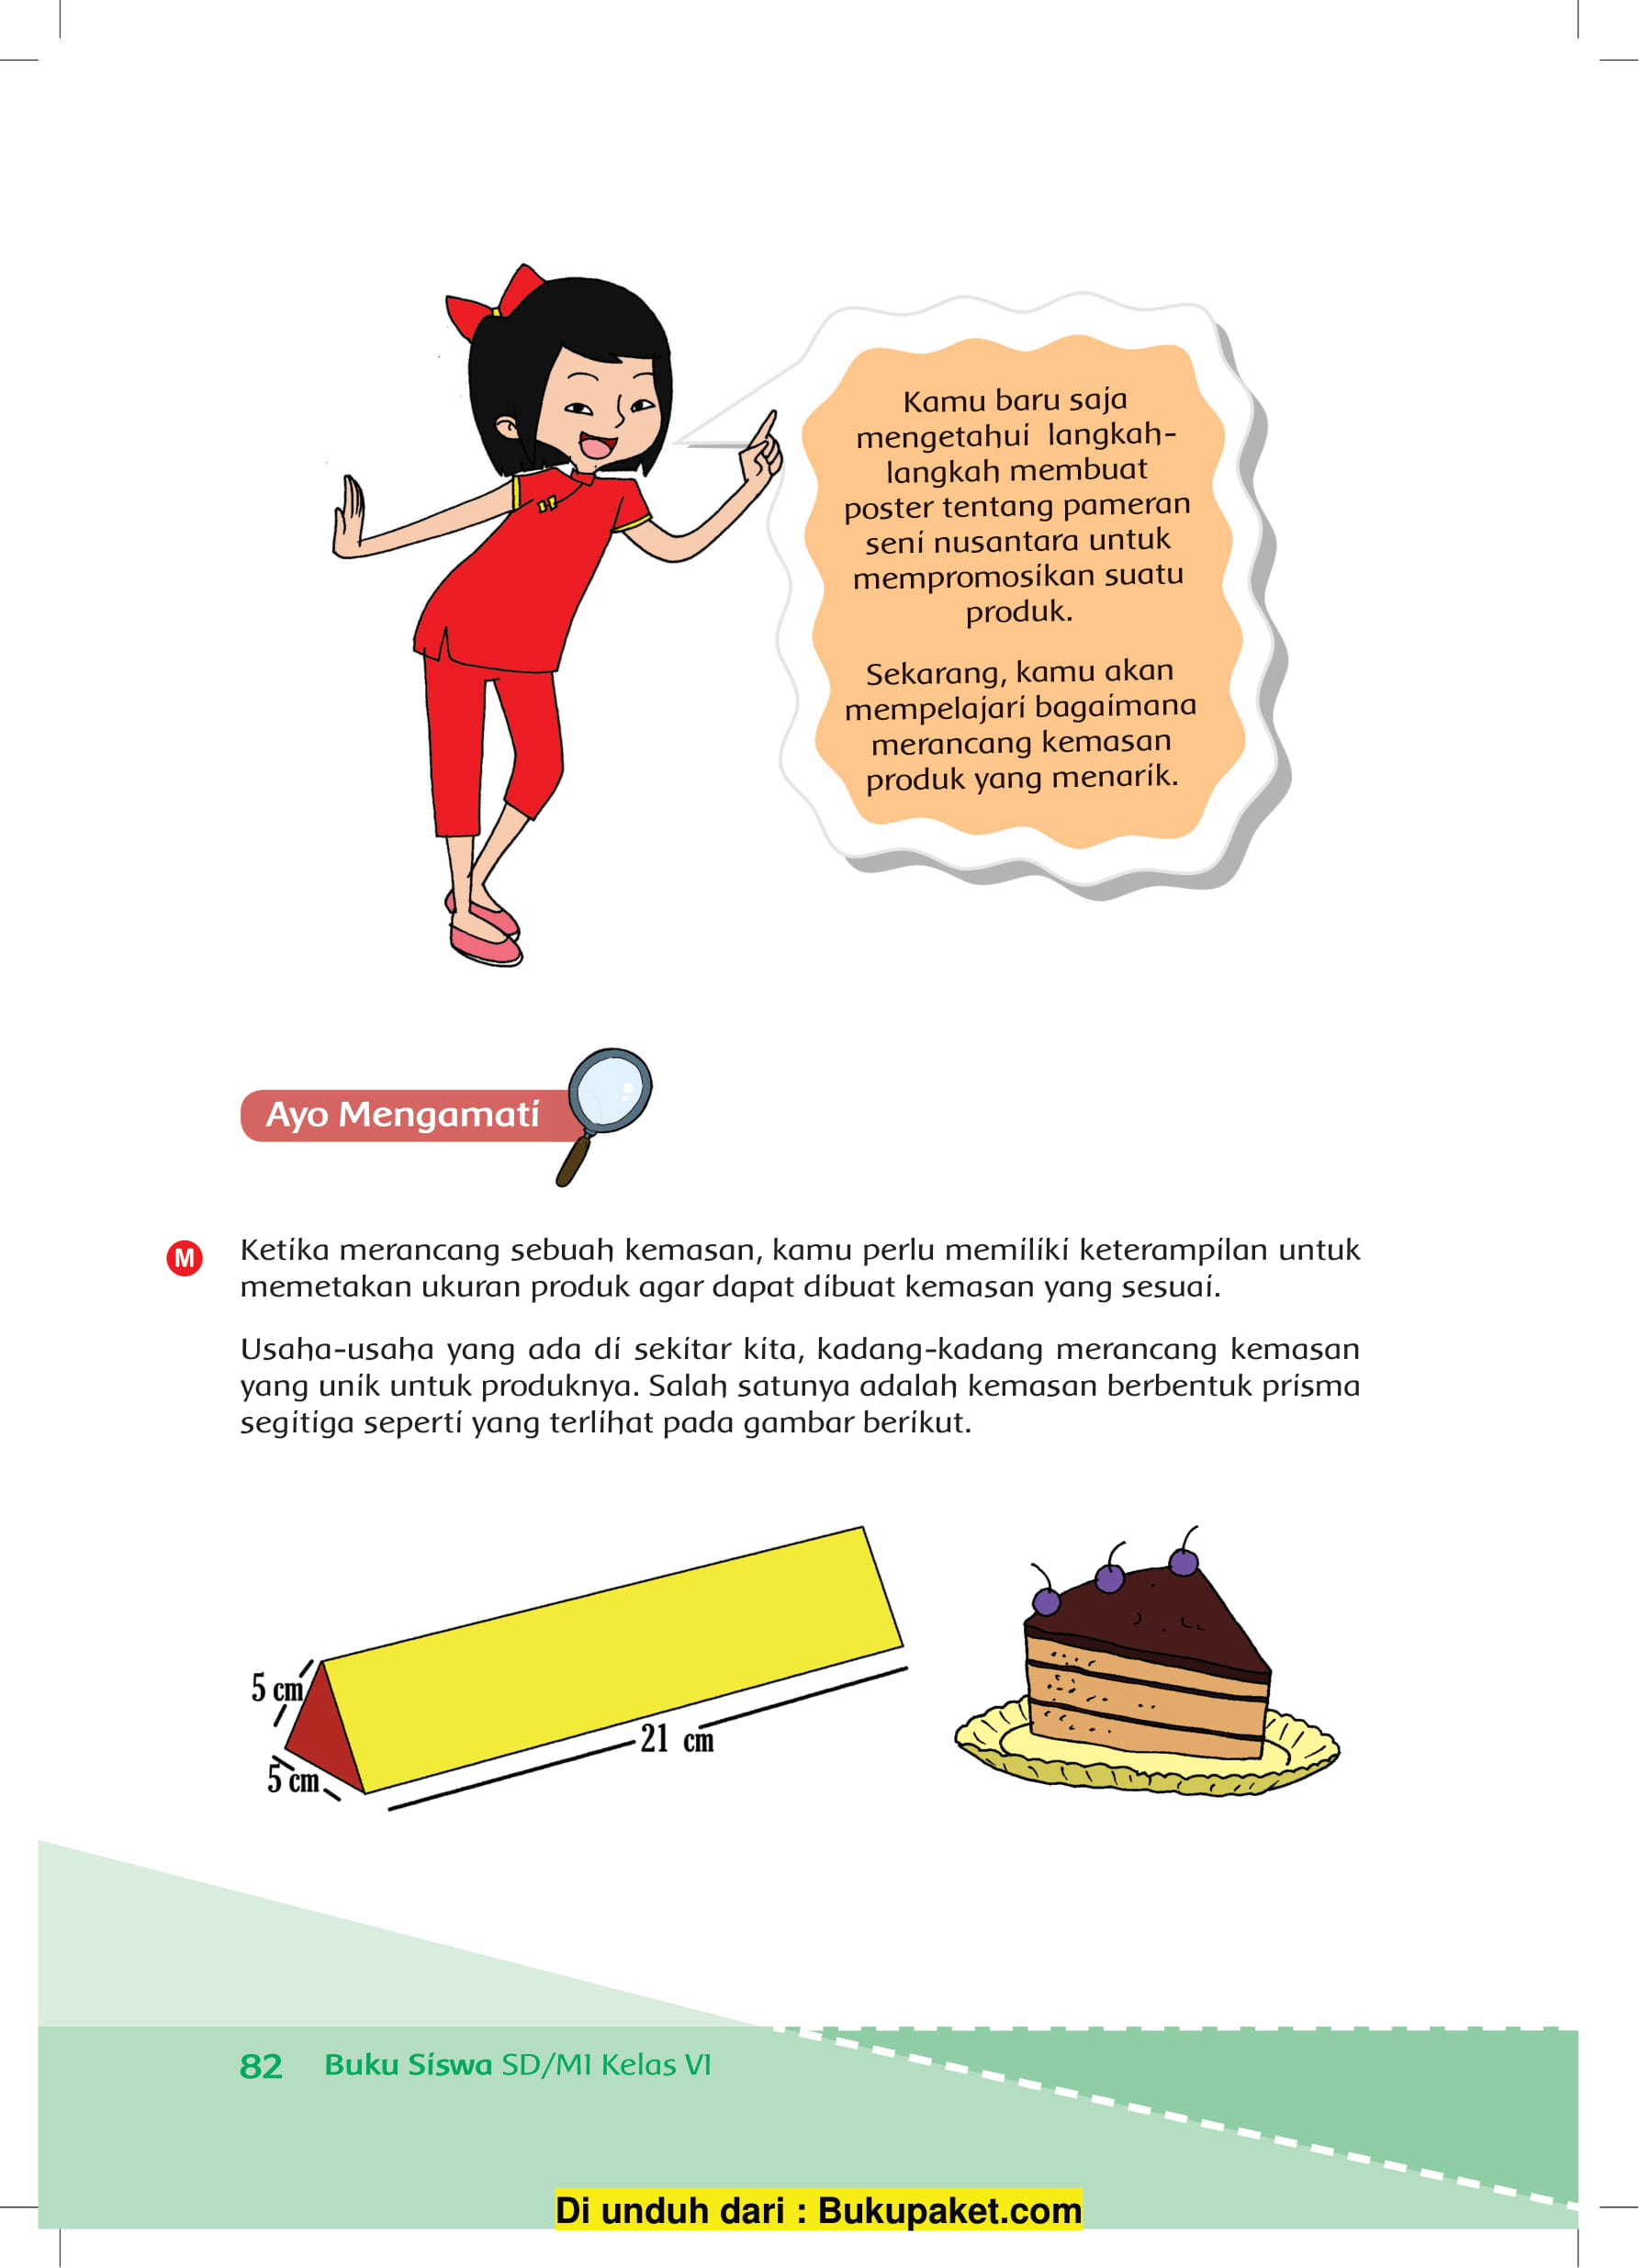 Kamu baru saja
mengetahui langkah-
langkah membuat
poster tentang pameran
seni nusantara untuk
mempromosikan suatu
produk.
Sekarang, kamu akan
mempelajari bagaimana
merancang kemasan
produk yang menarik.
Ayo Mengamati
M
Ketika merancang sebuah kemasan, kamu perlu memiliki keterampilan untuk
memetakan ukuran produk agar dapat dibuat kemasan yang sesuai.
Usaha-usaha yang ada di sekitar kita, kadang-kadang merancang kemasan
yang unik untuk produknya. Salah satunya adalah kemasan berbentuk prisma
segitiga seperti yang terlihat pada gambar berikut.
5 cm
21 cm
5 cm
82 Buku Siswa SD/MI Kelas VI
Di unduh dari : Bukupaket.com